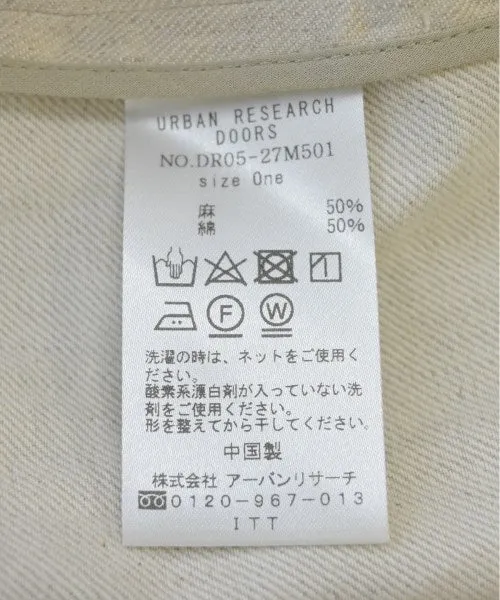 URBAN RESEARCH
DOORS
NO.DR05-27M501
size One
麻 50%
綿 50%
F W
洗濯の時は、ネットをご使用く
ださい。
酸素系漂白剤が入っていない洗
剤をご使用ください。
形を整えてから干してください。
中国製
株式会社 アーバンリサーチ
0120-967-013
ITT